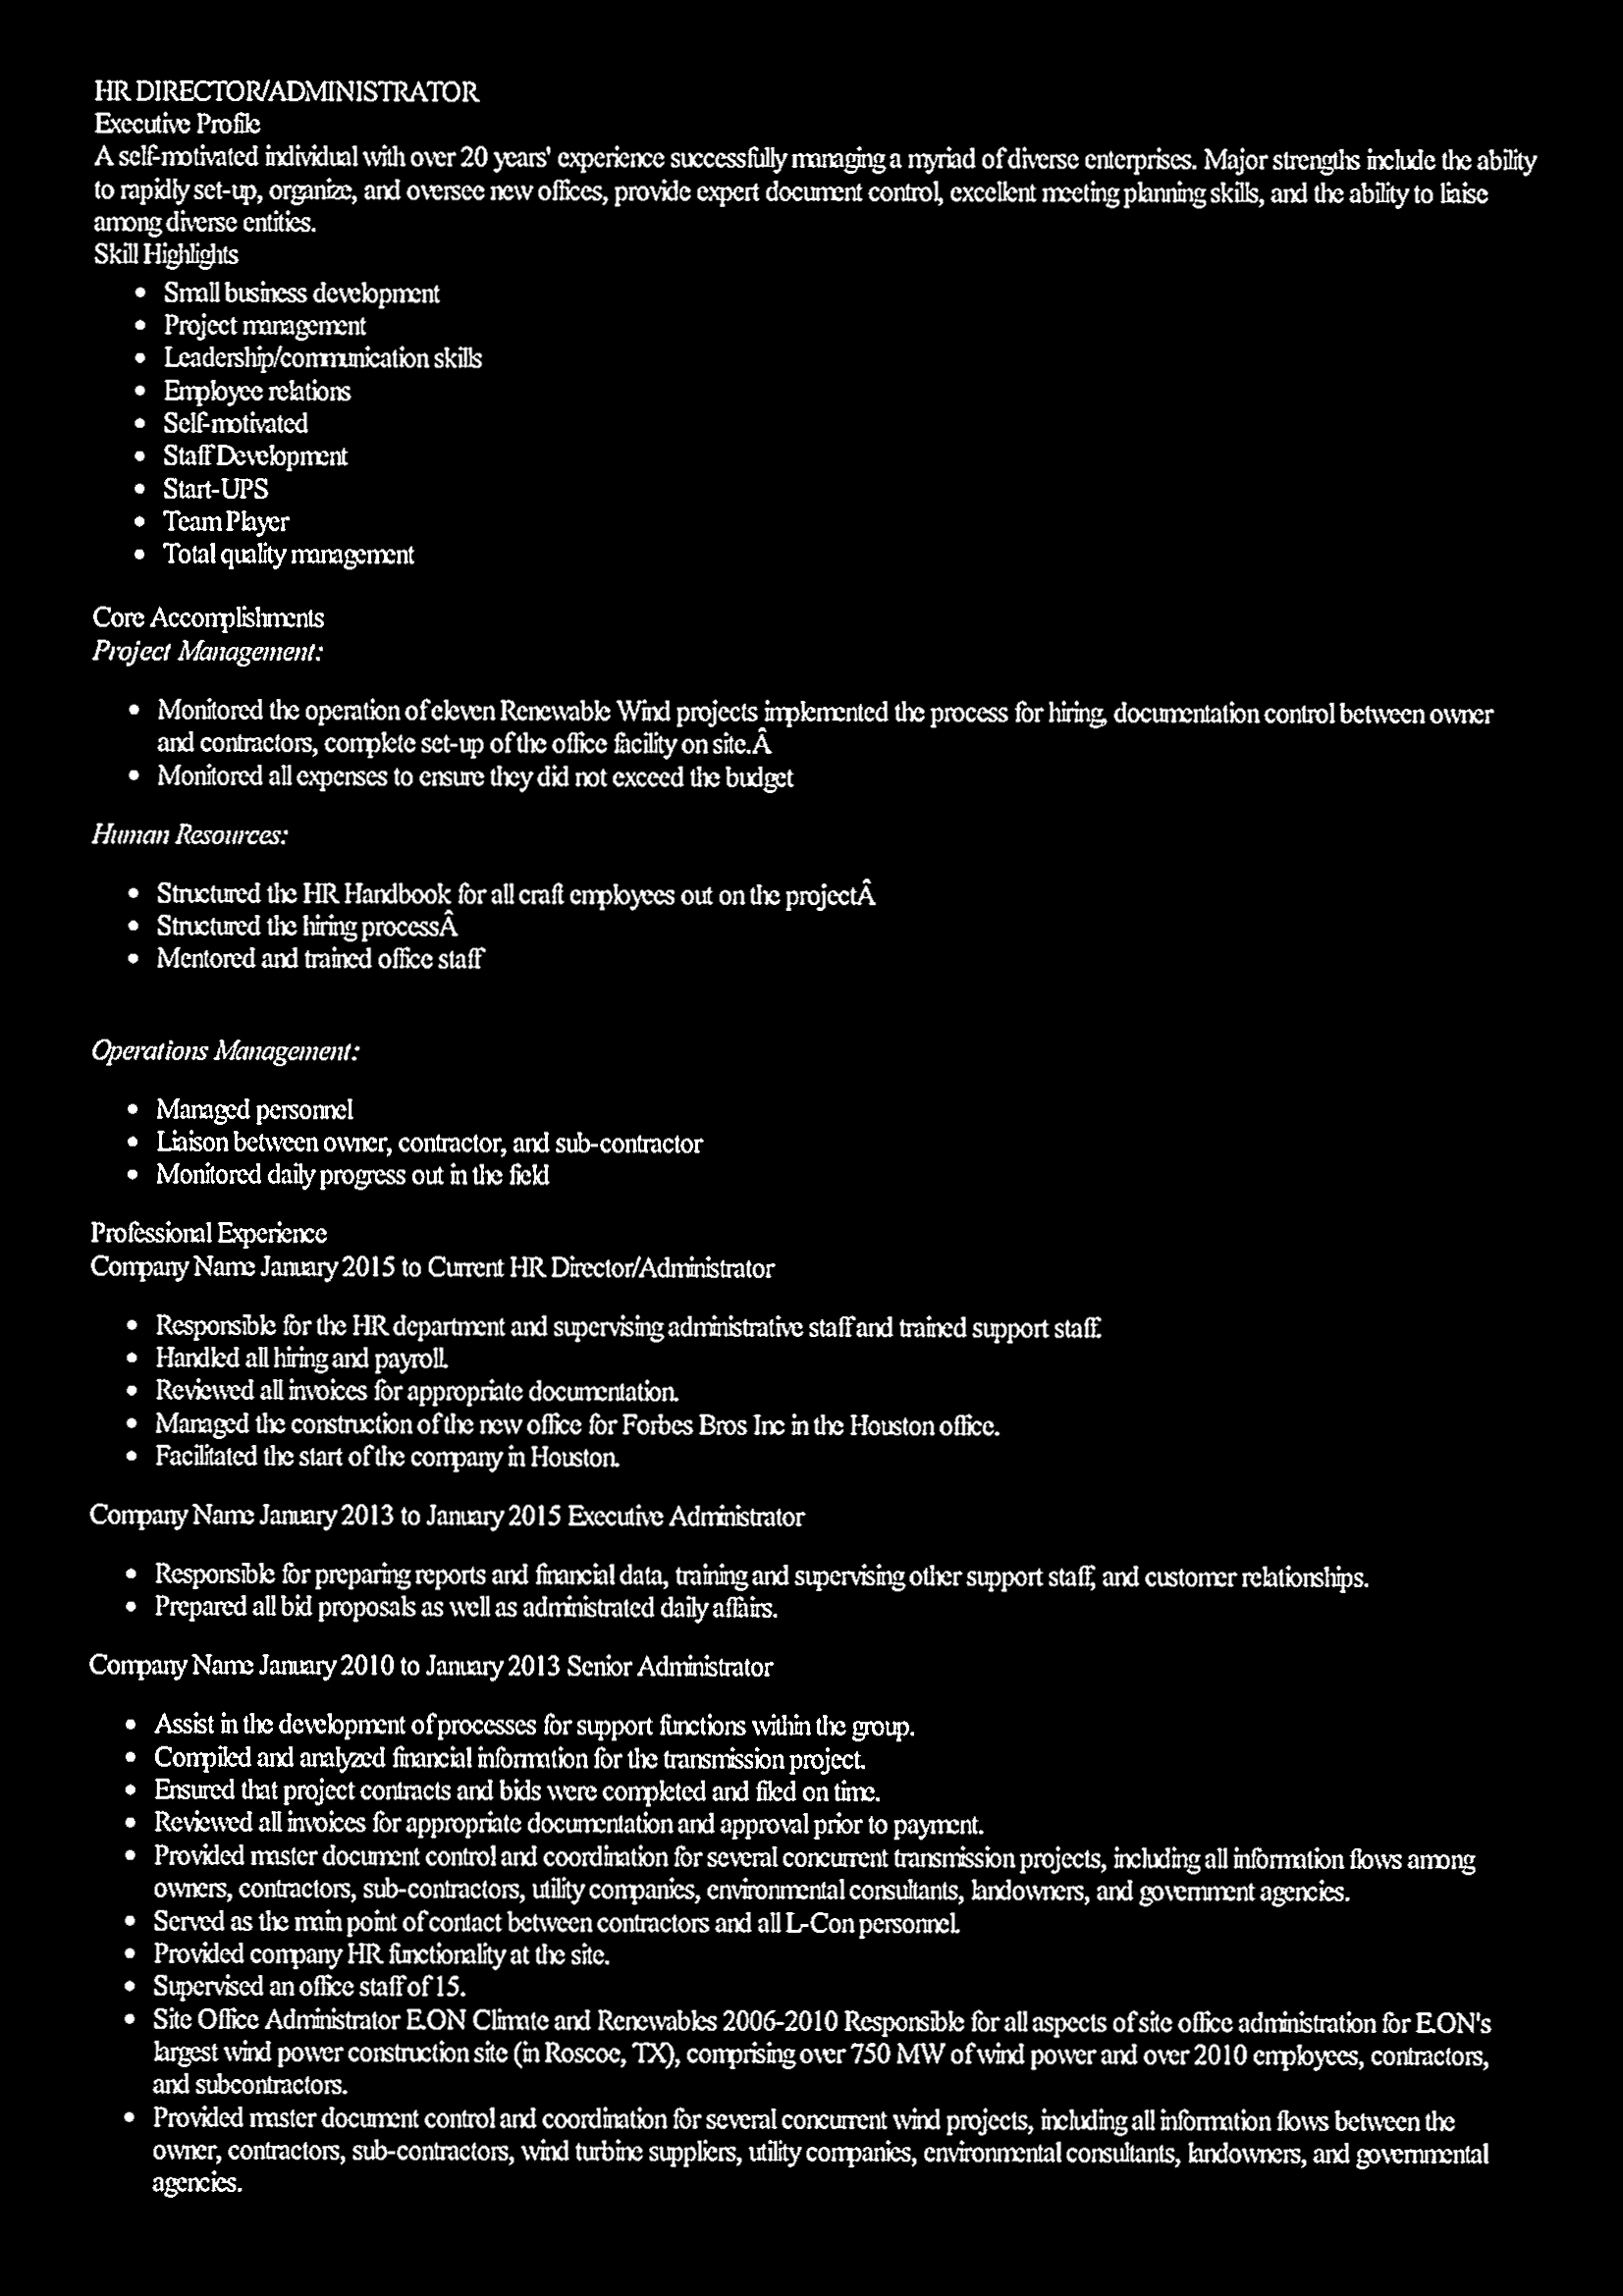 HR DIRECTOR/ADMINISTRATOR
Executive Profile
A self-motivated individual with over 20 years' experience successfully managing a myriad of diverse enterprises. Major strengths include the ability
to rapidly set-up, organize, and oversee new offices, provide expert document control, excellent meeting planning skills, and the ability to liaise
among diverse entities.
Skill Highlights
• Small business development
• Project management
• Leadership/communication skills
• Employee relations
• Self-motivated
• Staff Development
• Start-UPS
• Team Player
• Total quality management
Core Accomplishments
Project Management:
• Monitored the operation of eleven Renewable Wind projects implemented the process for hiring, documentation control between owner
and contractors, complete set-up of the office facility on site.Â
• Monitored all expenses to ensure they did not exceed the budget
Human Resources:
• Structured the HR Handbook for all craft employees out on the projectÂ
• Structured the hiring processÂ
• Mentored and trained office staff
Operations Management:
• Managed personnel
• Liaison between owner, contractor, and sub-contractor
• Monitored daily progress out in the field
Professional Experience
Company Name January 2015 to Current HR Director/Administrator
• Responsible for the HR department and supervising administrative staff and trained support staff.
• Handled all hiring and payroll.
• Reviewed all invoices for appropriate documentation.
• Managed the construction of the new office for Forbes Bros Inc in the Houston office.
• Facilitated the start of the company in Houston.
Company Name January 2013 to January 2015 Executive Administrator
• Responsible for preparing reports and financial data, training and supervising other support staff, and customer relationships.
• Prepared all bid proposals as well as administrated daily affairs.
Company Name January 2010 to January 2013 Senior Administrator
• Assist in the development of processes for support functions within the group.
• Compiled and analyzed financial information for the transmission project.
• Ensured that project contracts and bids were completed and filed on time.
• Reviewed all invoices for appropriate documentation and approval prior to payment.
• Provided master document control and coordination for several concurrent transmission projects, including all information flows among
owners, contractors, sub-contractors, utility companies, environmental consultants, landowners, and government agencies.
• Served as the main point of contact between contractors and all L-Con personnel.
• Provided company HR functionality at the site.
• Supervised an office staff of 15.
• Site Office Administrator E.ON Climate and Renewables 2006-2010 Responsible for all aspects of site office administration for E.ON's
largest wind power construction site (in Roscoe, TX), comprising over 750 MW of wind power and over 2010 employees, contractors,
and subcontractors.
• Provided master document control and coordination for several concurrent wind projects, including all information flows between the
owner, contractors, sub-contractors, wind turbine suppliers, utility companies, environmental consultants, landowners, and governmental
agencies.